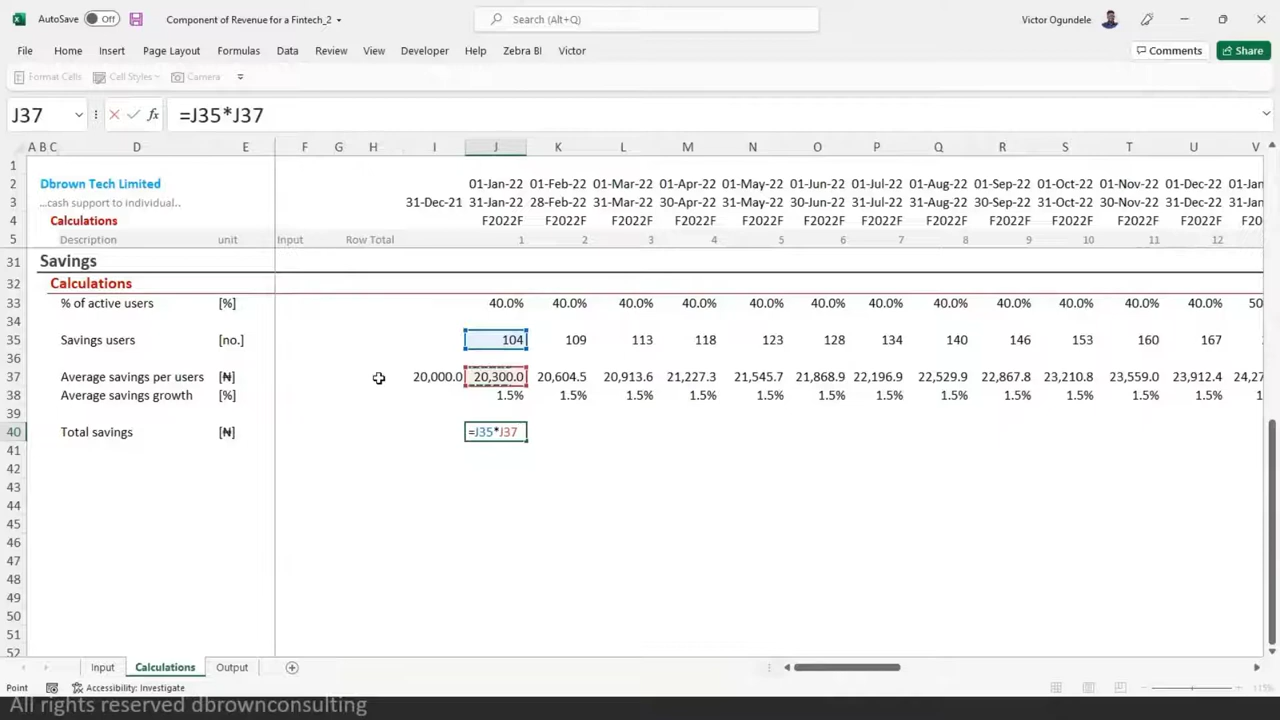 AutoSave Off Component of Revenue for a Fintech_2 Search (Alt+Q) Victor Ogundele
File Home Insert Page Layout Formulas Data Review View Developer Help Zebra BI Victor Comments Share
Format Cells Cell Styles Camera
J37 fx =J35*J37
A B C D E F G H I J K L M N O P Q R S T U V
1
2 Dbrown Tech Limited 01-Jan-22 01-Feb-22 01-Mar-22 01-Apr-22 01-May-22 01-Jun-22 01-Jul-22 01-Aug-22 01-Sep-22 01-Oct-22 01-Nov-22 01-Dec-22 01-Jan
3 ...cash support to individual.. 31-Dec-21 31-Jan-22 28-Feb-22 31-Mar-22 30-Apr-22 31-May-22 30-Jun-22 31-Jul-22 31-Aug-22 30-Sep-22 31-Oct-22 30-Nov-22 31-Dec-22 31-Jan
4 Calculations F2022F F2022F F2022F F2022F F2022F F2022F F2022F F2022F F2022F F2022F F2022F F2022F
5 Description unit Input Row Total 1 2 3 4 5 6 7 8 9 10 11 12
31 Savings
32 Calculations
33 % of active users [%] 40.0% 40.0% 40.0% 40.0% 40.0% 40.0% 40.0% 40.0% 40.0% 40.0% 40.0% 40.0% 50
34
35 Savings users [no.] 104 109 113 118 123 128 134 140 146 153 160 167
36
37 Average savings per users [₦] 20,000.0 20,300.0 20,604.5 20,913.6 21,227.3 21,545.7 21,868.9 22,196.9 22,529.9 22,867.8 23,210.8 23,559.0 23,912.4 24,27
38 Average savings growth [%] 1.5% 1.5% 1.5% 1.5% 1.5% 1.5% 1.5% 1.5% 1.5% 1.5% 1.5% 1.5% 1
39
40 Total savings [₦] =J35*J37
41
42
43
44
45
46
47
48
49
50
51
52
Input Calculations Output
Point Accessibility: Investigate 115%
All rights reserved dbrownconsulting